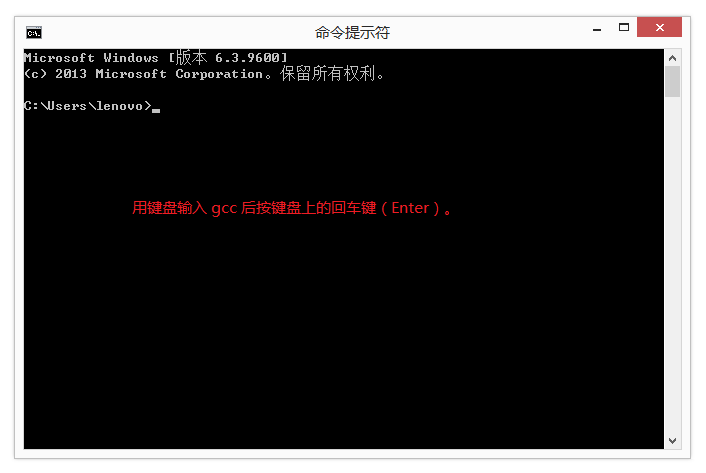 命令提示符
Microsoft Windows [版本 6.3.9600]
(c) 2013 Microsoft Corporation。保留所有权利。
C:\Users\lenovo>
用键盘输入 gcc 后按键盘上的回车键（Enter）。